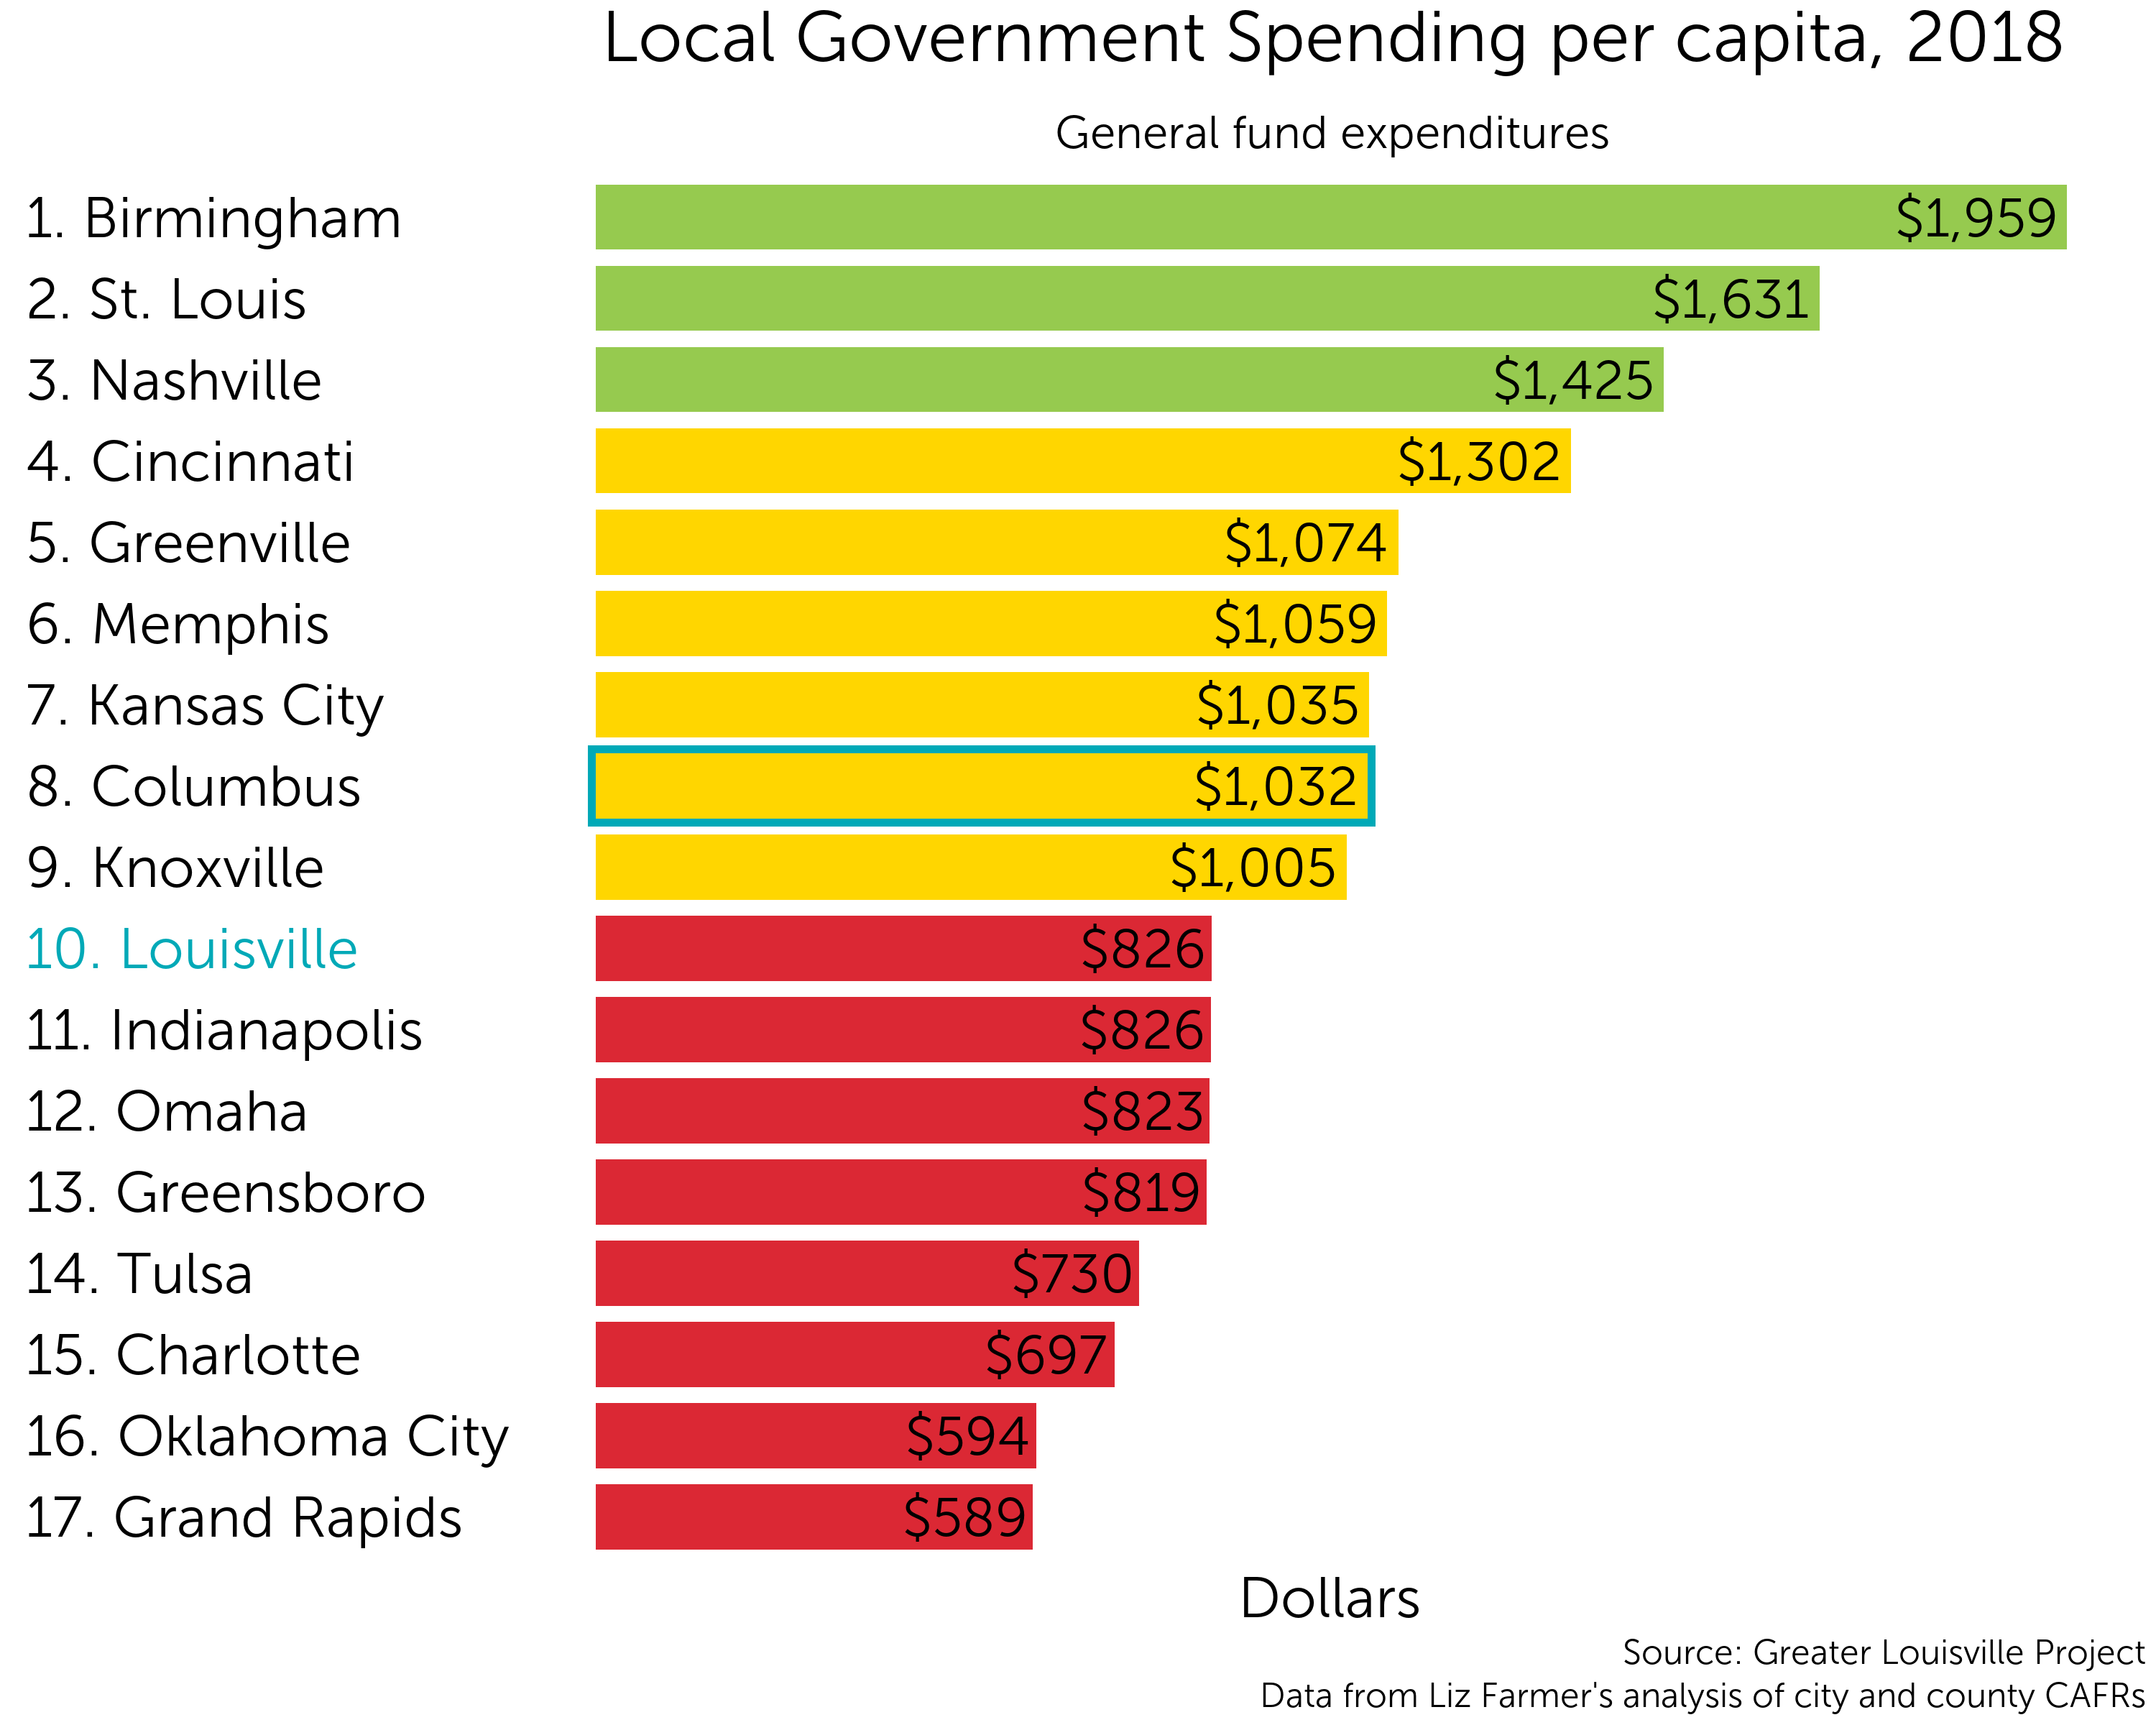 Local Government Spending per capita, 2018
General fund expenditures
1. Birmingham $1,959
2. St. Louis $1,631
3. Nashville $1,425
4. Cincinnati $1,302
5. Greenville $1,074
6. Memphis $1,059
7. Kansas City $1,035
8. Columbus $1,032
9. Knoxville $1,005
10. Louisville $826
11. Indianapolis $826
12. Omaha $823
13. Greensboro $819
14. Tulsa $730
15. Charlotte $697
16. Oklahoma City $594
17. Grand Rapids $589
Dollars
Source: Greater Louisville Project
Data from Liz Farmer's analysis of city and county CAFRs